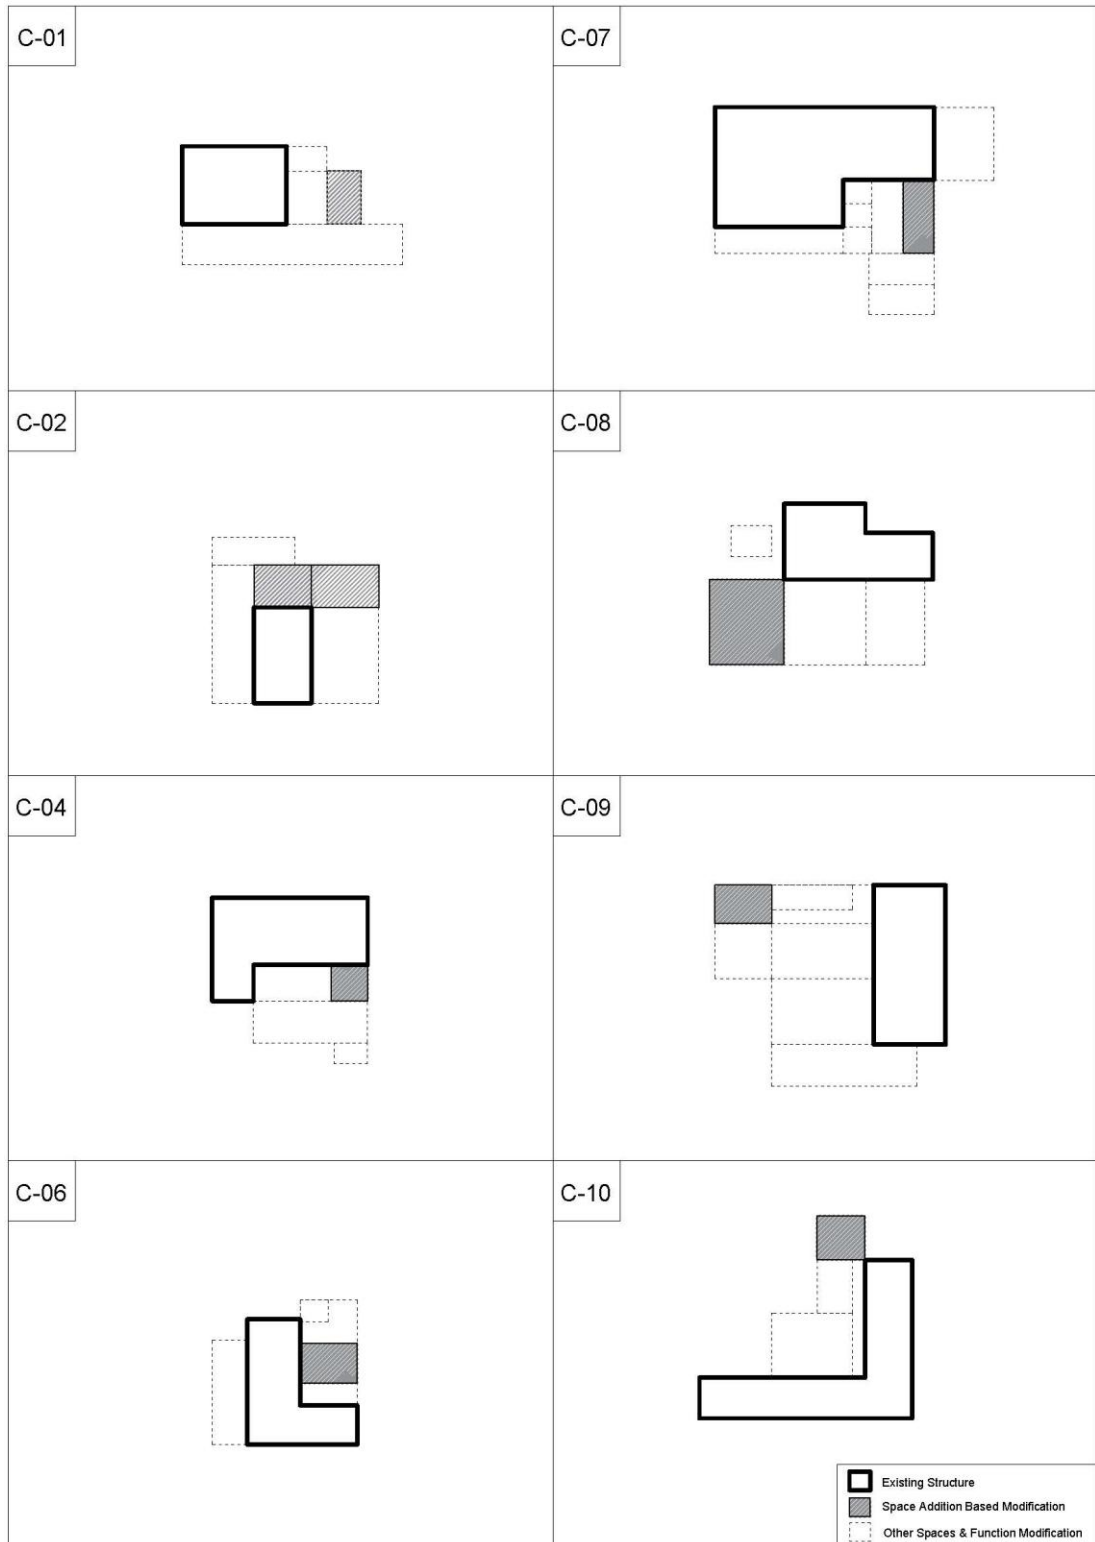 C-01
C-07
C-02
C-08
C-04
C-09
C-06
C-10
Existing Structure
Space Addition Based Modification
Other Spaces & Function Modification